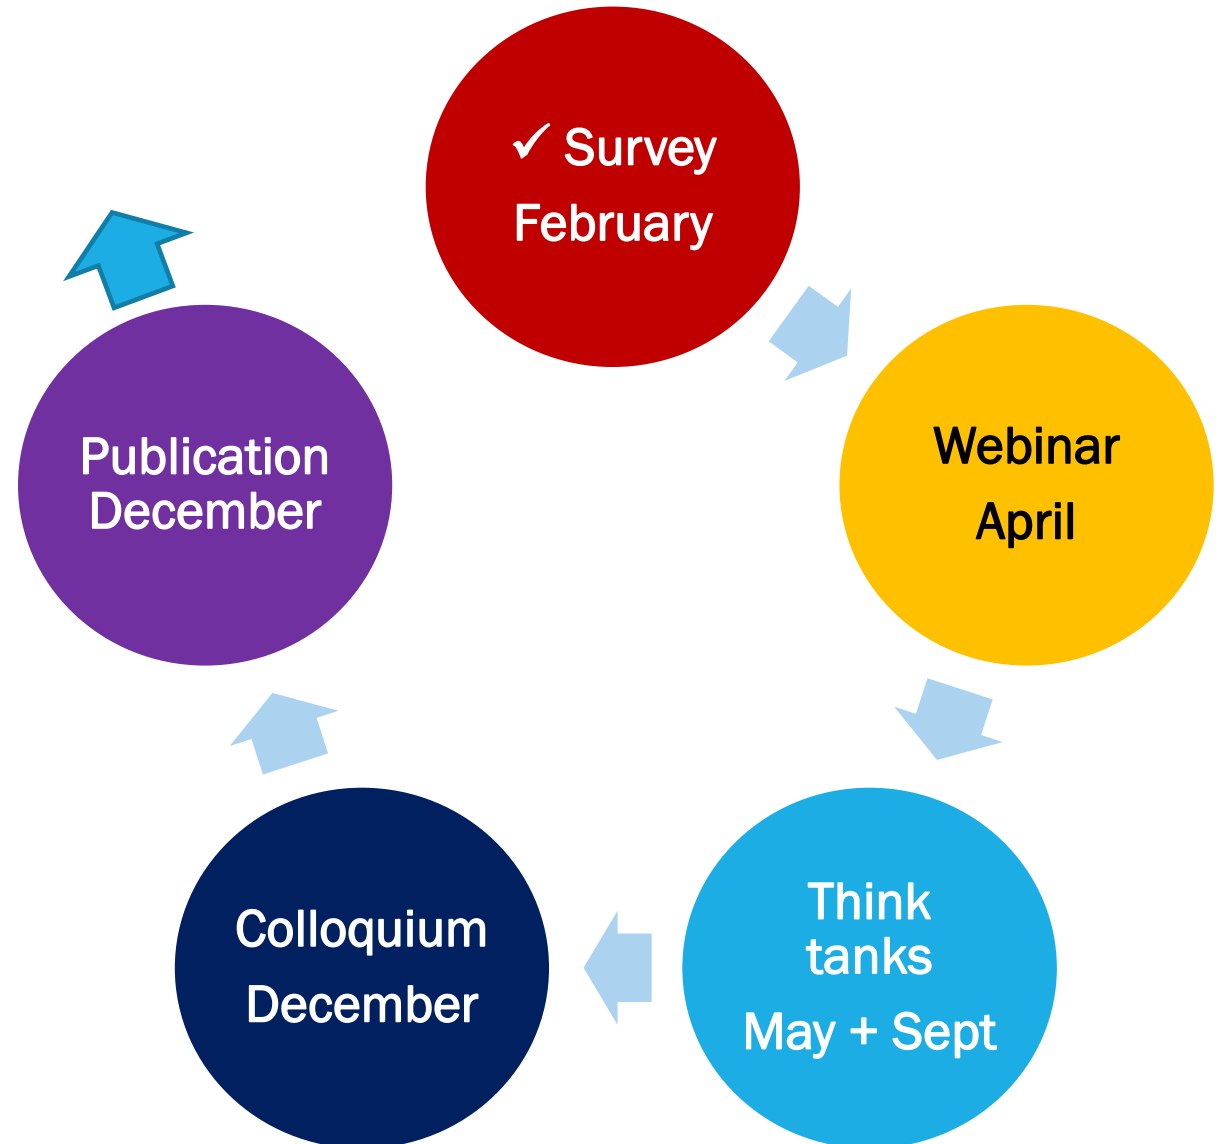 ✓ Survey
February
Webinar
April
Think
tanks
May + Sept
Colloquium
December
Publication
December